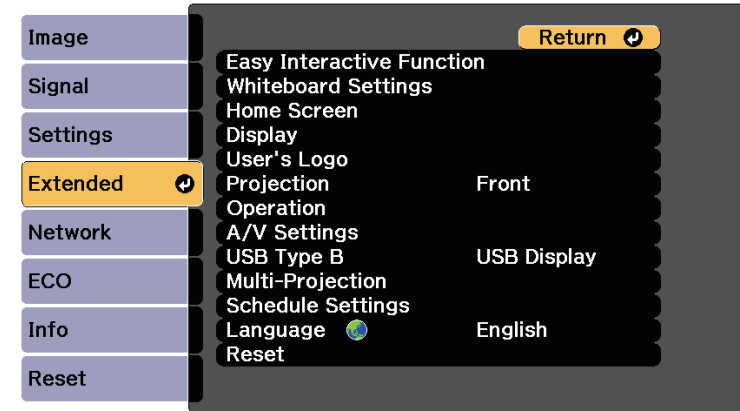 Image
Signal
Settings
Extended
Network
ECO
Info
Reset
Return
Easy Interactive Function
Whiteboard Settings
Home Screen
Display
User's Logo
Projection Front
Operation
A/V Settings
USB Type B USB Display
Multi-Projection
Schedule Settings
Language English
Reset